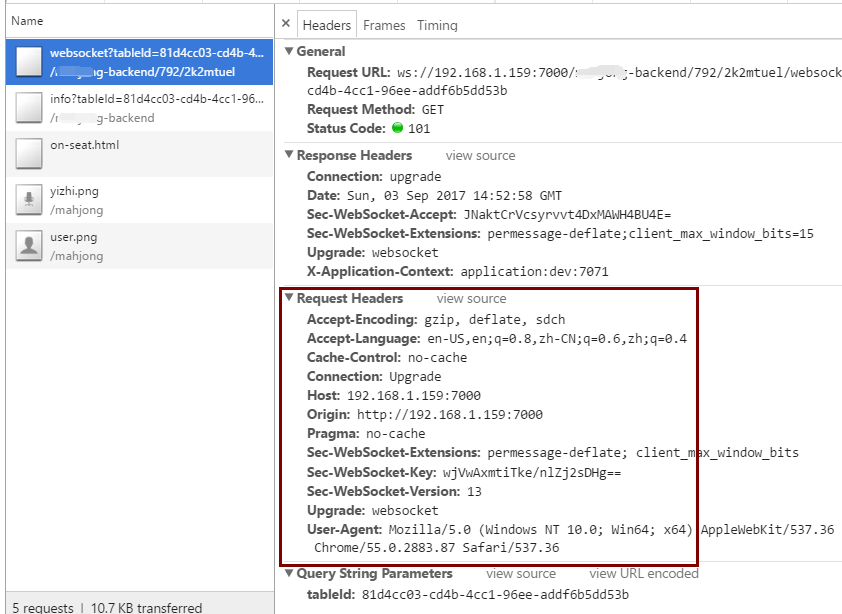 Name
websocket?tableId=81d4cc03-cd4b-4...
ng-backend/792/2k2mtuel
info?tableId=81d4cc03-cd4b-4cc1-96...
g-backend
on-seat.html
yizhi.png
/mahjong
user.png
/mahjong
5 requests | 10.7 KB transferred
× Headers Frames Timing
General
Request URL: ws://192.168.1.159:7000/ -backend/792/2k2mtuel/websock
cd4b-4cc1-96ee-addf6b5dd53b
Request Method: GET
Status Code: 101
Response Headers view source
Connection: upgrade
Date: Sun, 03 Sep 2017 14:52:58 GMT
Sec-WebSocket-Accept: JNaktCrVcsyrvvt4DxMAWH4BU4E=
Sec-WebSocket-Extensions: permessage-deflate;client_max_window_bits=15
Upgrade: websocket
X-Application-Context: application:dev:7071
Request Headers view source
Accept-Encoding: gzip, deflate, sdch
Accept-Language: en-US,en;q=0.8,zh-CN;q=0.6,zh;q=0.4
Cache-Control: no-cache
Connection: Upgrade
Host: 192.168.1.159:7000
Origin: http://192.168.1.159:7000
Pragma: no-cache
Sec-WebSocket-Extensions: permessage-deflate; client_max_window_bits
Sec-WebSocket-Key: wjVwAxmtiTke/nlZj2sDHg==
Sec-WebSocket-Version: 13
Upgrade: websocket
User-Agent: Mozilla/5.0 (Windows NT 10.0; Win64; x64) AppleWebKit/537.36
Chrome/55.0.2883.87 Safari/537.36
Query String Parameters view source view URL encoded
tableId: 81d4cc03-cd4b-4cc1-96ee-addf6b5dd53b